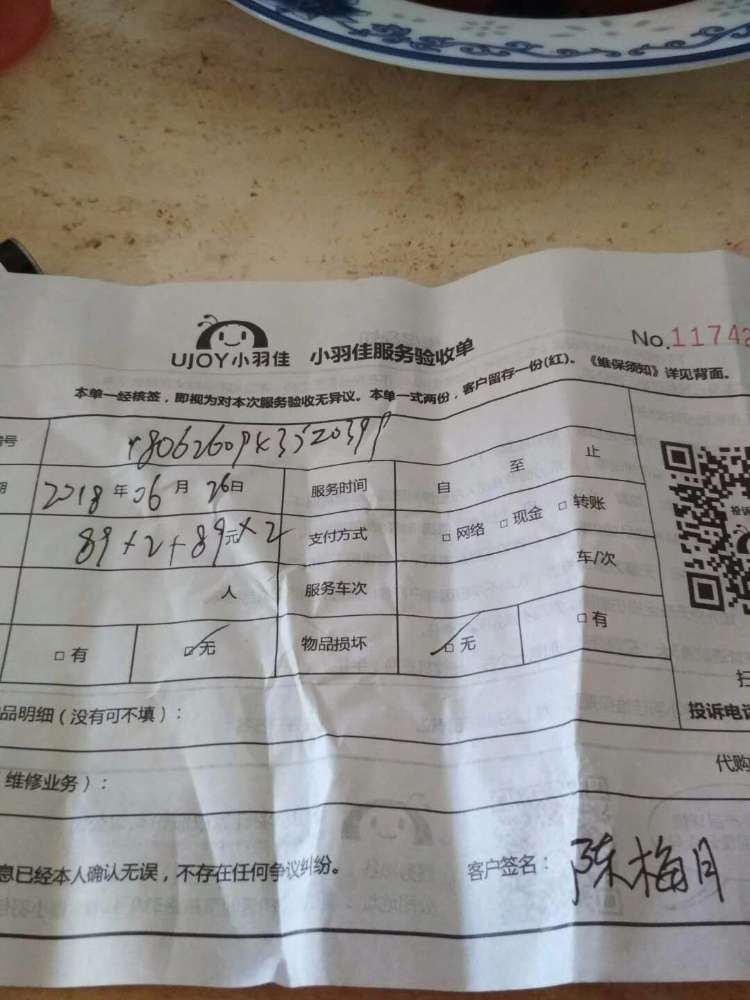 UJOY小羽佳 小羽佳服务验收单 No.11742
本单一经核签，即视为对本次服务验收无异议。本单一式两份，客户留存一份(红)。《维保须知》详见背面。
号
期 2018年06月26日 服务时间 自 至 止
89×2+89元×2 支付方式 □网络 □现金 □转账
人 服务车次 车/次
□有 □无 物品损坏 □无 □有
品明细（没有可不填）：
投诉电话
维修业务）： 代购
息已经本人确认无误，不存在任何争议纠纷。 客户签名：陈梅月